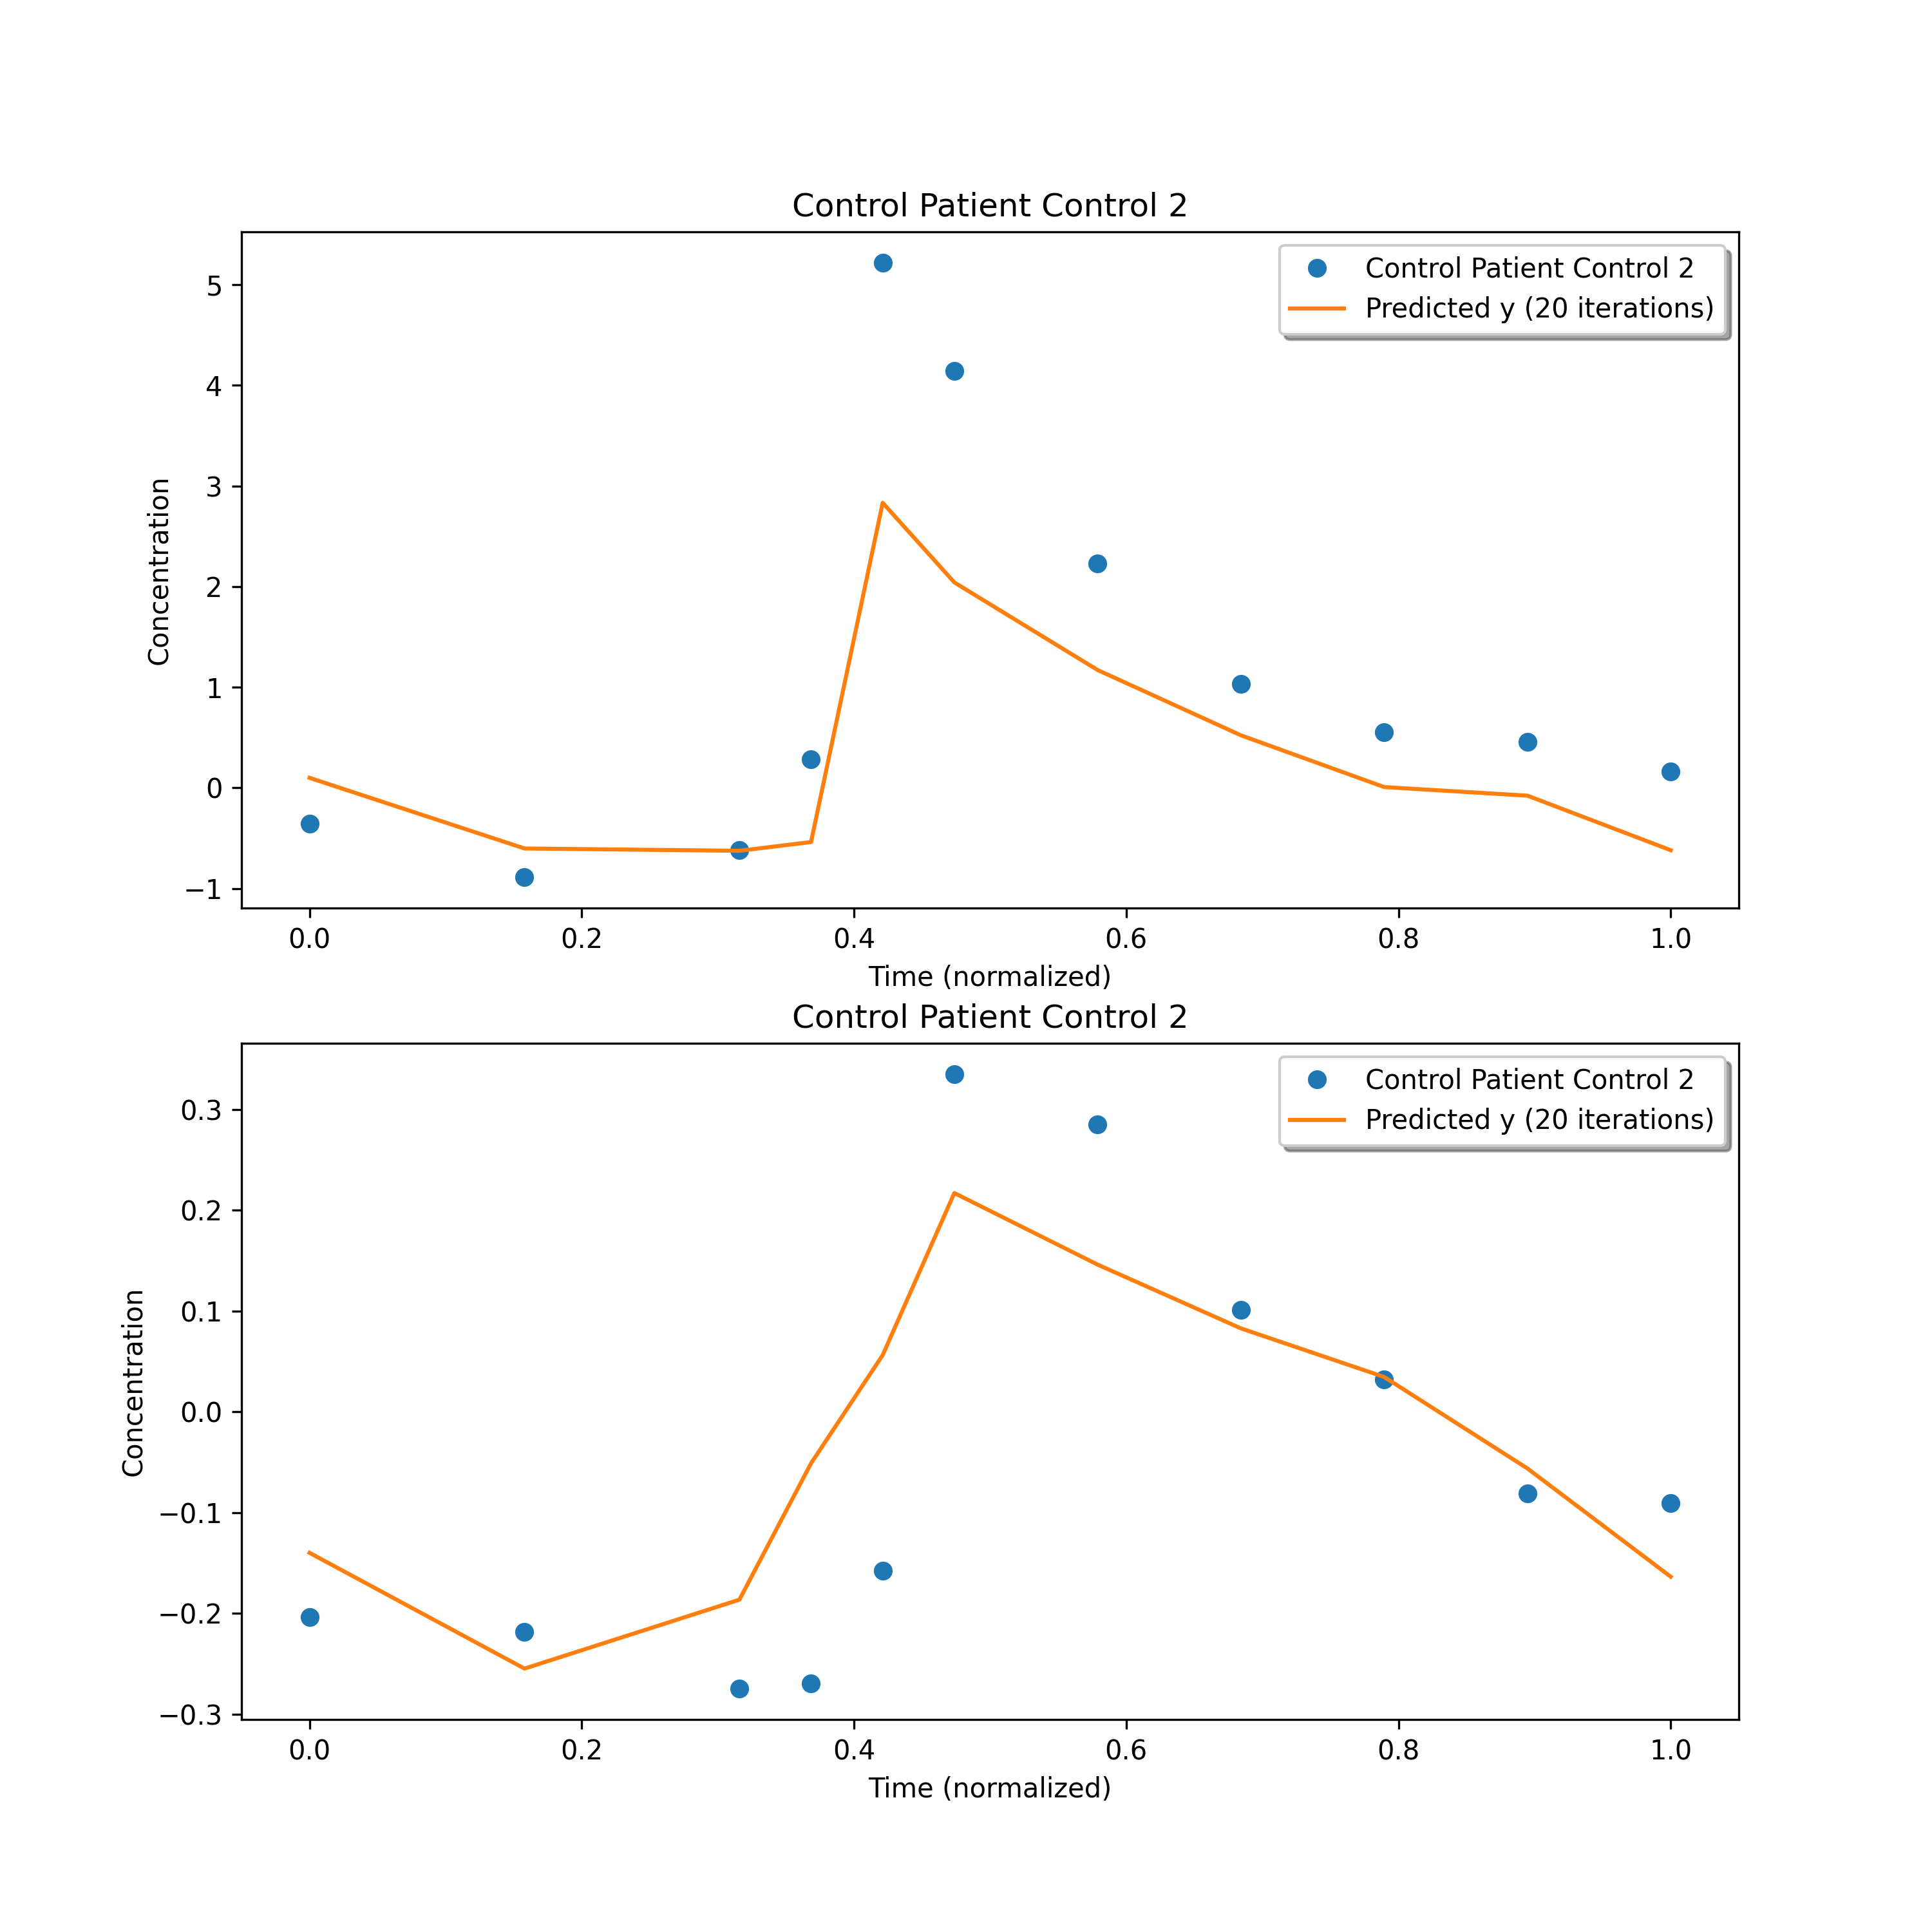 Control Patient Control 2
Control Patient Control 2
Predicted y (20 iterations)
5
4
3
2
1
0
−1
Concentration
0.0 0.2 0.4 0.6 0.8 1.0
Time (normalized)
Control Patient Control 2
Control Patient Control 2
Predicted y (20 iterations)
0.3
0.2
0.1
0.0
−0.1
−0.2
−0.3
Concentration
0.0 0.2 0.4 0.6 0.8 1.0
Time (normalized)